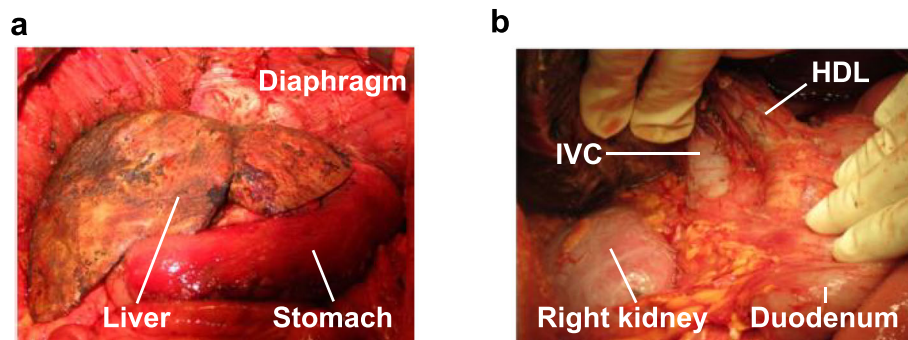 a
Diaphragm
Liver
Stomach
b
HDL
IVC
Right kidney
Duodenum